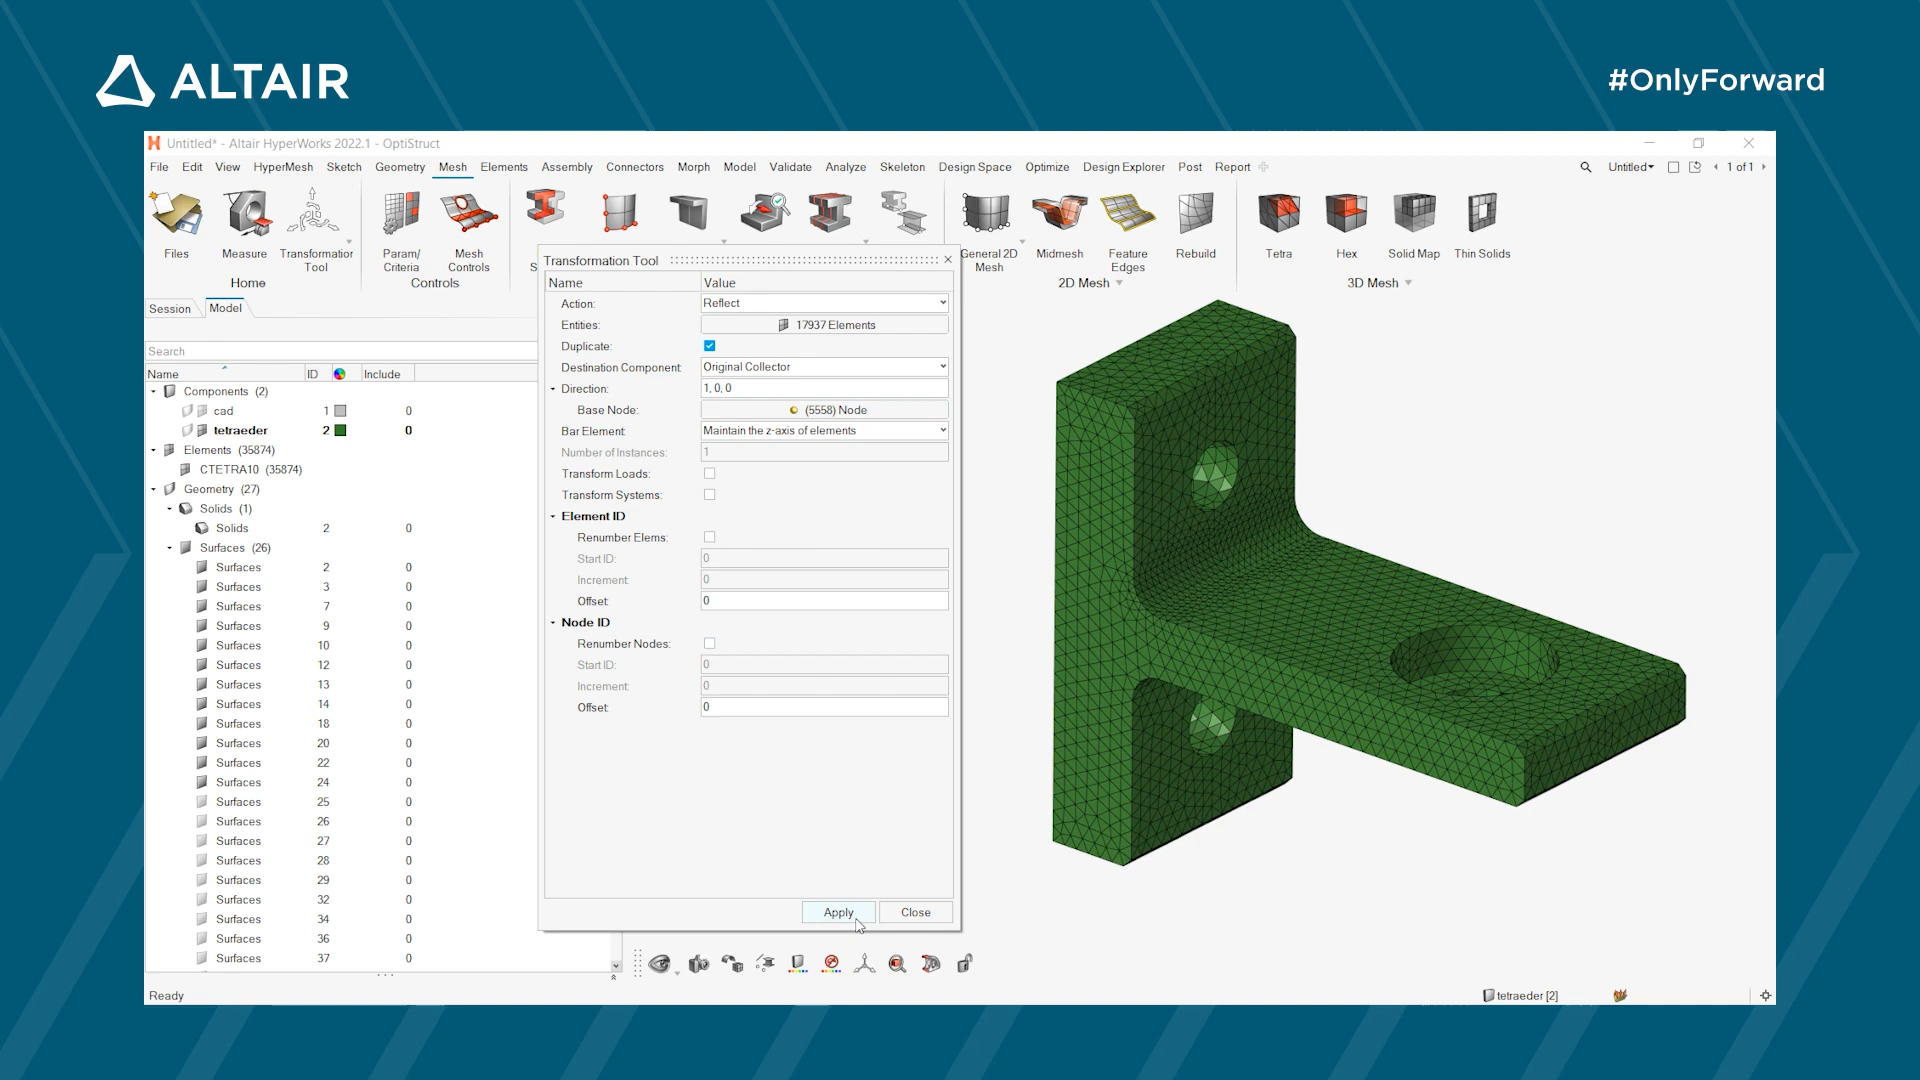 ALTAIR
#OnlyForward
Untitled* - Altair HyperWorks 2022.1 - OptiStruct
File Edit View HyperMesh Sketch Geometry Mesh Elements Assembly Connectors Morph Model Validate Analyze Skeleton Design Space Optimize Design Explorer Post Report
Untitled 1 of 1
Files
Measure
Transformation
Tool
Param/
Criteria
Mesh
Controls
S
General 2D
Mesh
Midmesh
Feature
Edges
Rebuild
Tetra
Hex
Solid Map
Thin Solids
Home
Controls
2D Mesh
3D Mesh
Session Model
Search
Name ID Include
Components (2)
cad 1 0
tetraeder 2 0
Elements (35874)
CTETRA10 (35874)
Geometry (27)
Solids (1)
Solids 2 0
Surfaces (26)
Surfaces 2 0
Surfaces 3 0
Surfaces 7 0
Surfaces 9 0
Surfaces 10 0
Surfaces 12 0
Surfaces 13 0
Surfaces 14 0
Surfaces 18 0
Surfaces 20 0
Surfaces 22 0
Surfaces 24 0
Surfaces 25 0
Surfaces 26 0
Surfaces 27 0
Surfaces 28 0
Surfaces 29 0
Surfaces 32 0
Surfaces 34 0
Surfaces 36 0
Surfaces 37 0
Transformation Tool
Name Value
Action: Reflect
Entities: 17937 Elements
Duplicate:
Destination Component: Original Collector
Direction: 1, 0, 0
Base Node: (5558) Node
Bar Element: Maintain the z-axis of elements
Number of Instances: 1
Transform Loads:
Transform Systems:
Element ID
Renumber Elems:
Start ID: 0
Increment: 0
Offset: 0
Node ID
Renumber Nodes:
Start ID: 0
Increment: 0
Offset: 0
Apply Close
Ready
tetraeder [2]